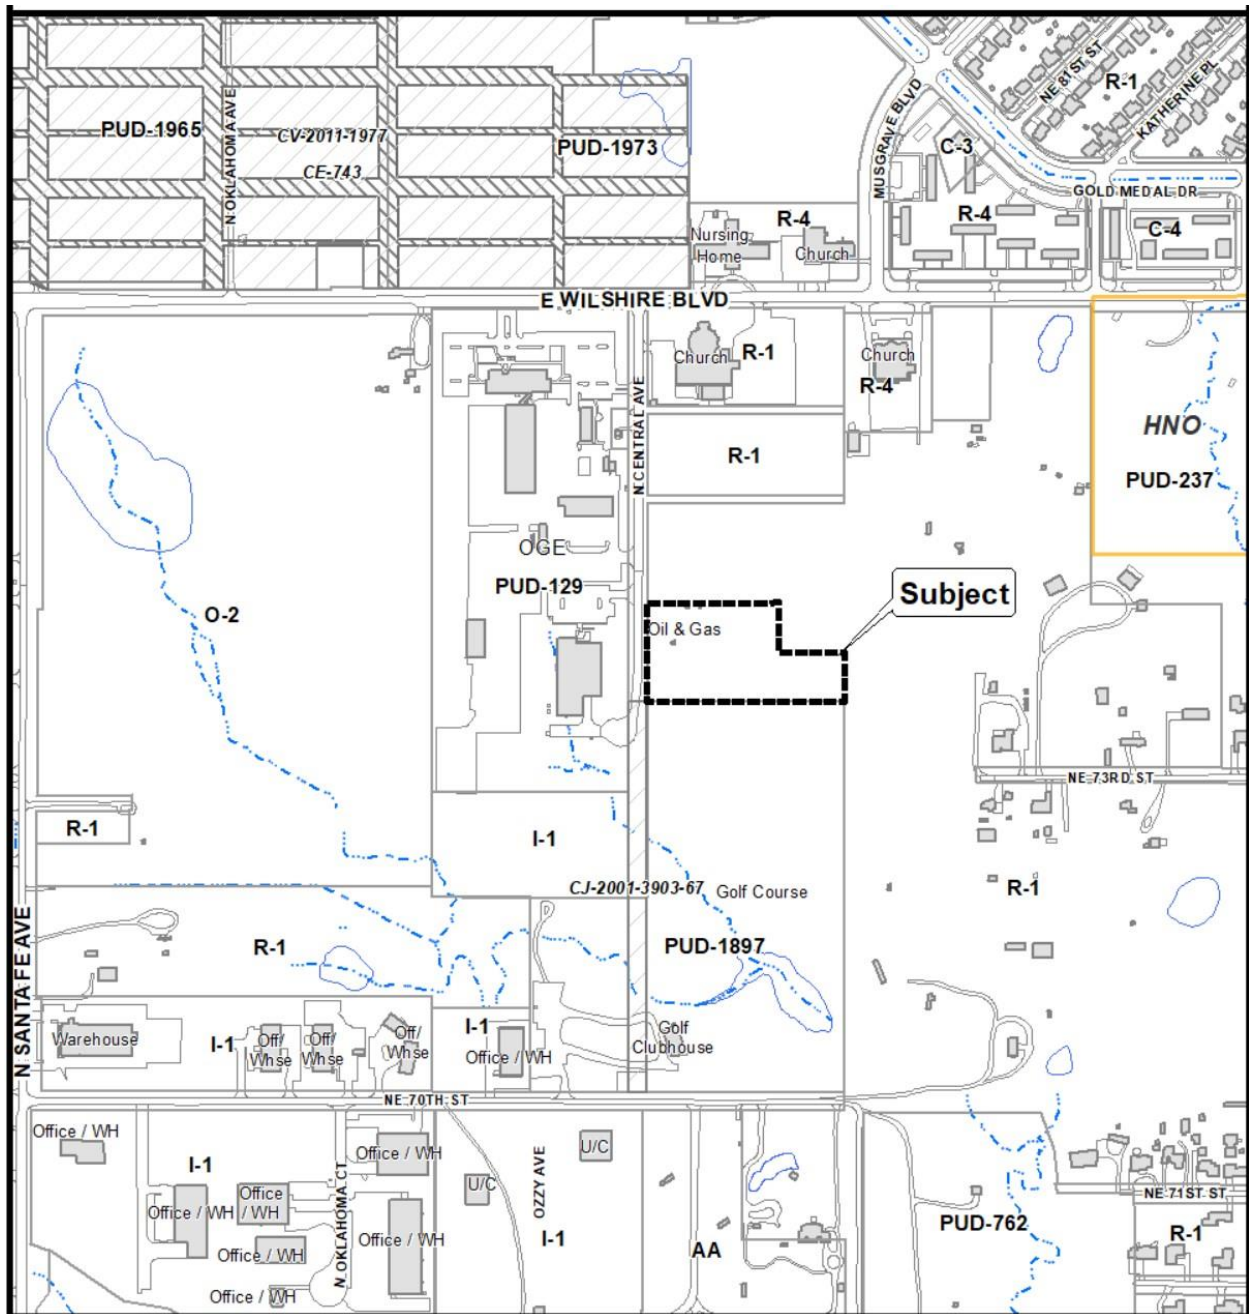 NE 81ST ST
R-1
KATHERINE PL
MUSGRAVE BLVD
PUD-1965
N OKLAHOMA AVE
CV-2011-1977
PUD-1973
C-3
CE-743
GOLD MEDAL DR
R-4
R-4
C-4
Nursing
Home
Church
E WILSHIRE BLVD
Church
R-1
Church
R-4
N CENTRAL AVE
HNO
R-1
PUD-237
OGE
PUD-129
Subject
O-2
Oil & Gas
NE 73RD ST
R-1
I-1
CJ-2001-3903-67
Golf Course
R-1
N SANTA FE AVE
R-1
PUD-1897
Warehouse
I-1
Off/
Whse
Off/
Whse
Off/
Whse
I-1
Office / WH
Golf
Clubhouse
NE 70TH ST
Office / WH
Office / WH
U/C
I-1
N OKLAHOMA CT
U/C
OZZY AVE
Office / WH
Office
/ WH
NE 71ST ST
PUD-762
R-1
Office / WH
Office / WH
I-1
AA
Office / WH